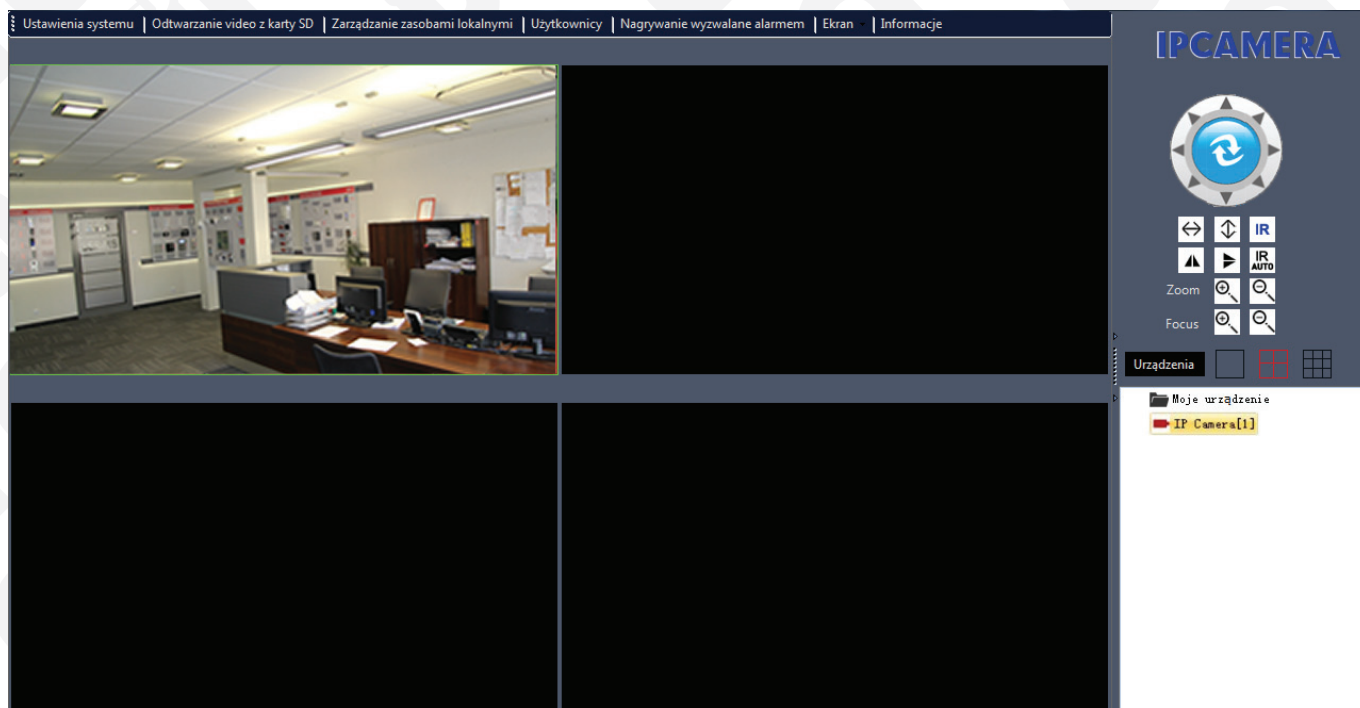 Ustawienia systemu | Odtwarzanie video z karty SD | Zarządzanie zasobami lokalnymi | Użytkownicy | Nagrywanie wyzwalane alarmem | Ekran | Informacje
IPCAMERA
IR
IR AUTO
Zoom
Focus
Urządzenia
Moje urządzenie
IP Camera[1]